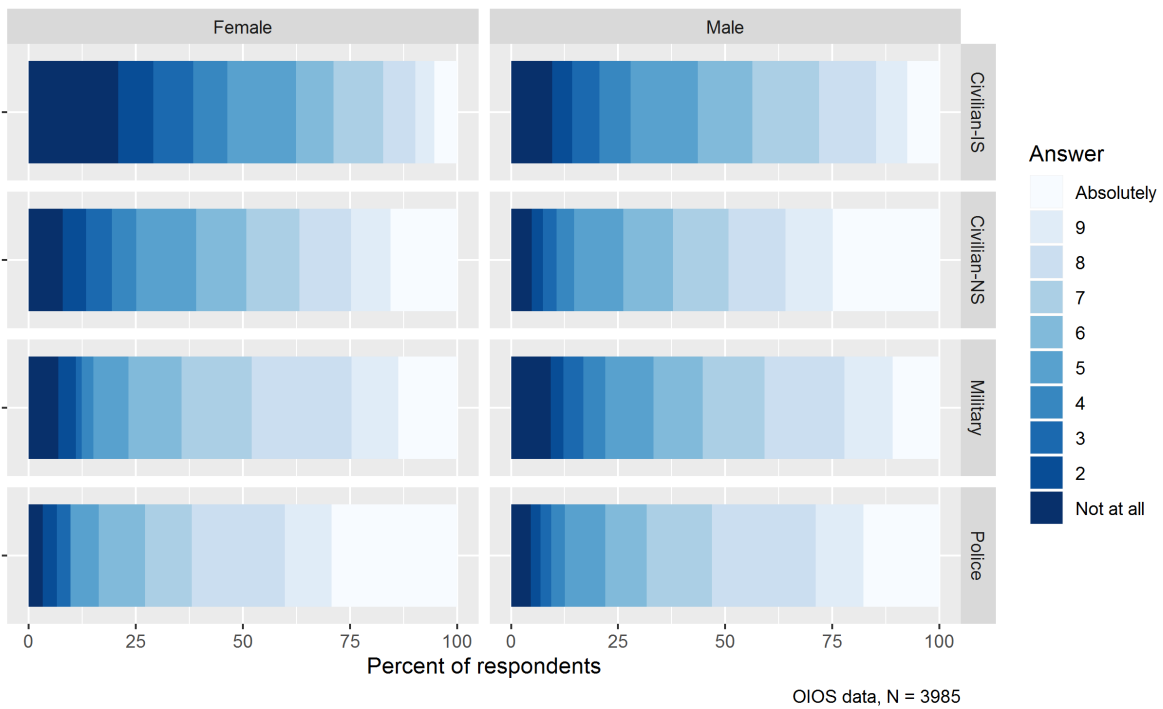 Female Male
Civilian-IS
Civilian-NS
Military
Police
0 25 50 75 100 0 25 50 75 100
Percent of respondents
OIOS data, N = 3985
Answer
Absolutely
9
8
7
6
5
4
3
2
Not at all